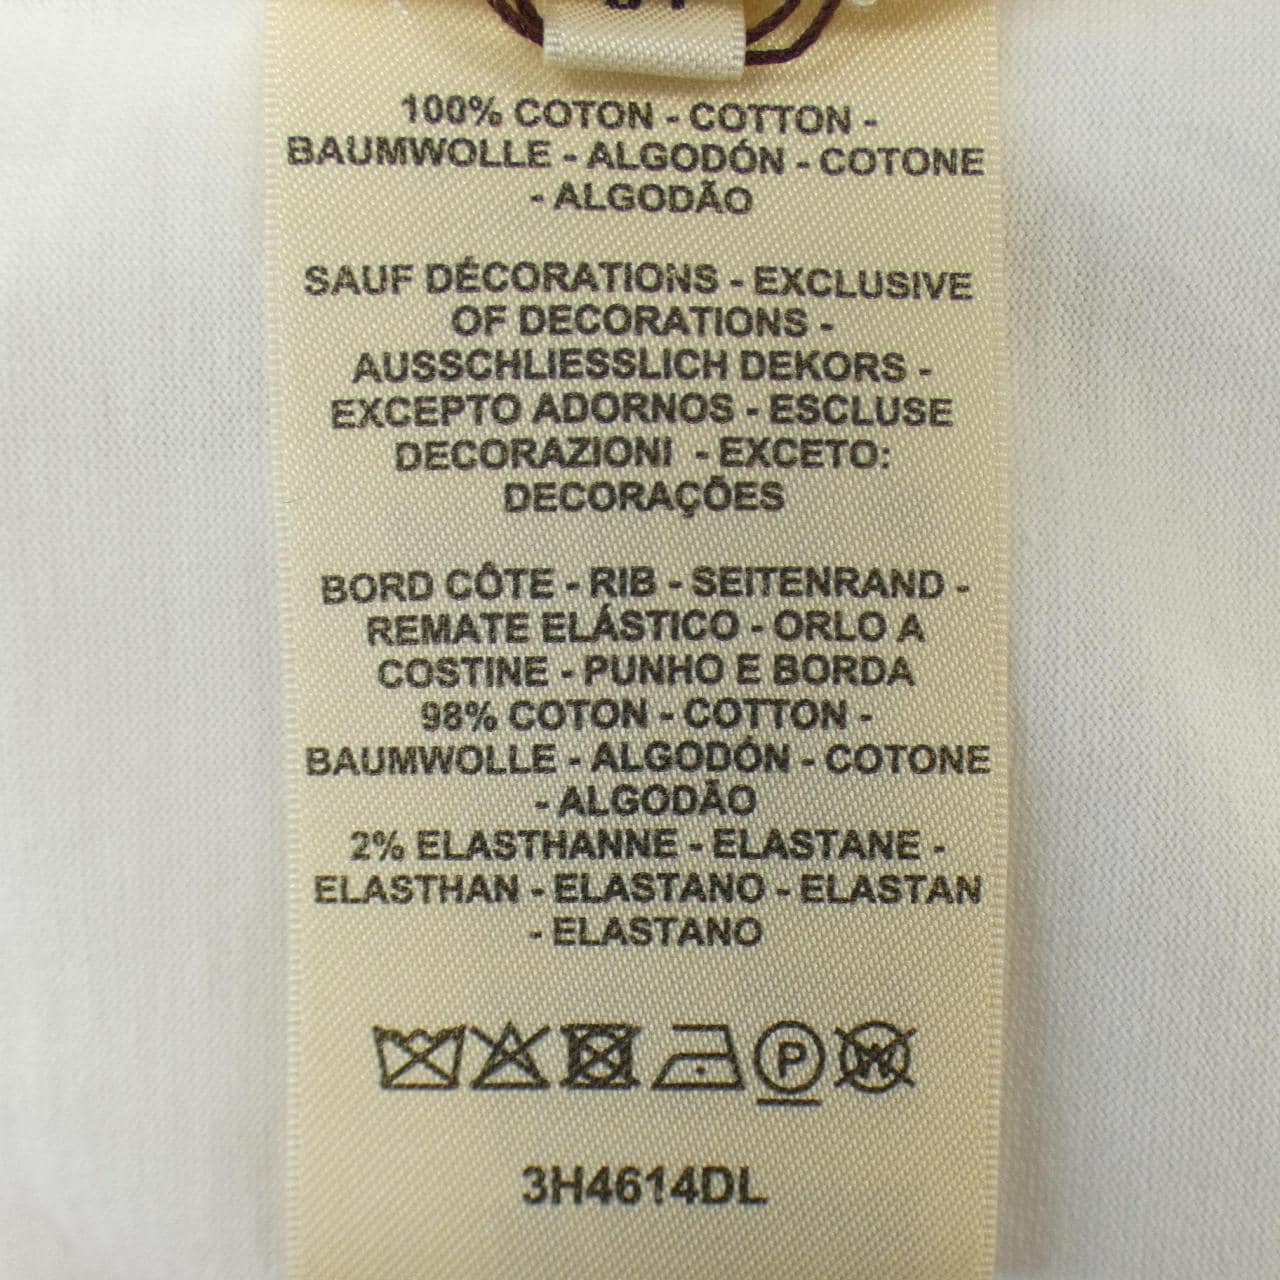 100% COTON - COTTON -
BAUMWOLLE - ALGODÓN - COTONE
- ALGODÃO
SAUF DÉCORATIONS - EXCLUSIVE
OF DECORATIONS -
AUSSCHLIESSLICH DEKORS -
EXCEPTO ADORNOS - ESCLUSE
DECORAZIONI - EXCETO:
DECORAÇÕES
BORD CÔTE - RIB - SEITENRAND -
REMATE ELÁSTICO - ORLO A
COSTINE - PUNHO E BORDA
98% COTON - COTTON -
BAUMWOLLE - ALGODÓN - COTONE
- ALGODÃO
2% ELASTHANNE - ELASTANE -
ELASTHAN - ELASTANO - ELASTAN
- ELASTANO
P W
3H4614DL